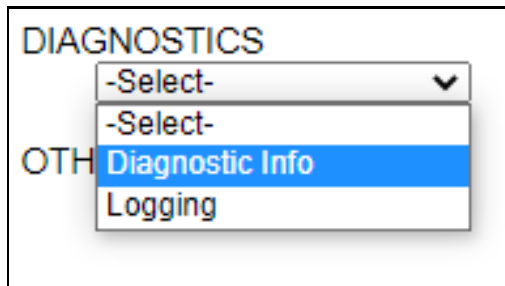 DIAGNOSTICS
-Select-
-Select-
OTH
Diagnostic Info
Logging